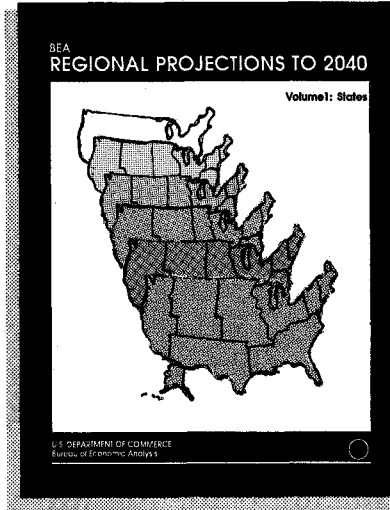 BEA
REGIONAL PROJECTIONS TO 2040
Volume1: States
U.S. DEPARTMENT OF COMMERCE
Bureau of Economic Analysis